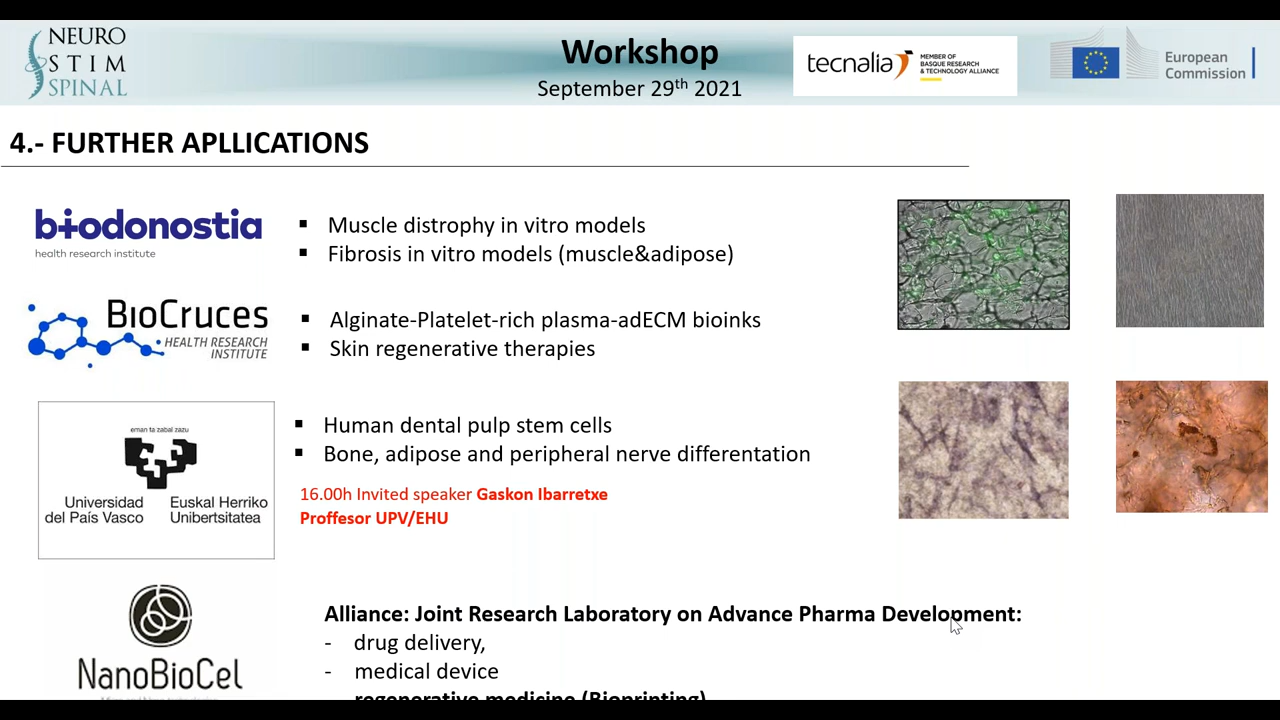 NEURO
STIM
SPINAL
Workshop
September 29th 2021
tecnalia
MEMBER OF
BASQUE RESEARCH
& TECHNOLOGY ALLIANCE
European
Commission
4.- FURTHER APLLICATIONS
biodonostia
health research institute
▪ Muscle distrophy in vitro models
▪ Fibrosis in vitro models (muscle&adipose)
BIOCRUCES
HEALTH RESEARCH
INSTITUTE
▪ Alginate-Platelet-rich plasma-adECM bioinks
▪ Skin regenerative therapies
eman ta zabal zazu
Universidad
del País Vasco
Euskal Herriko
Unibertsitatea
▪ Human dental pulp stem cells
▪ Bone, adipose and peripheral nerve differentation
16.00h Invited speaker Gaskon Ibarretxe
Proffesor UPV/EHU
NanoBioCel
Alliance: Joint Research Laboratory on Advance Pharma Development:
- drug delivery,
- medical device
regenerative medicine (Bioprinting)